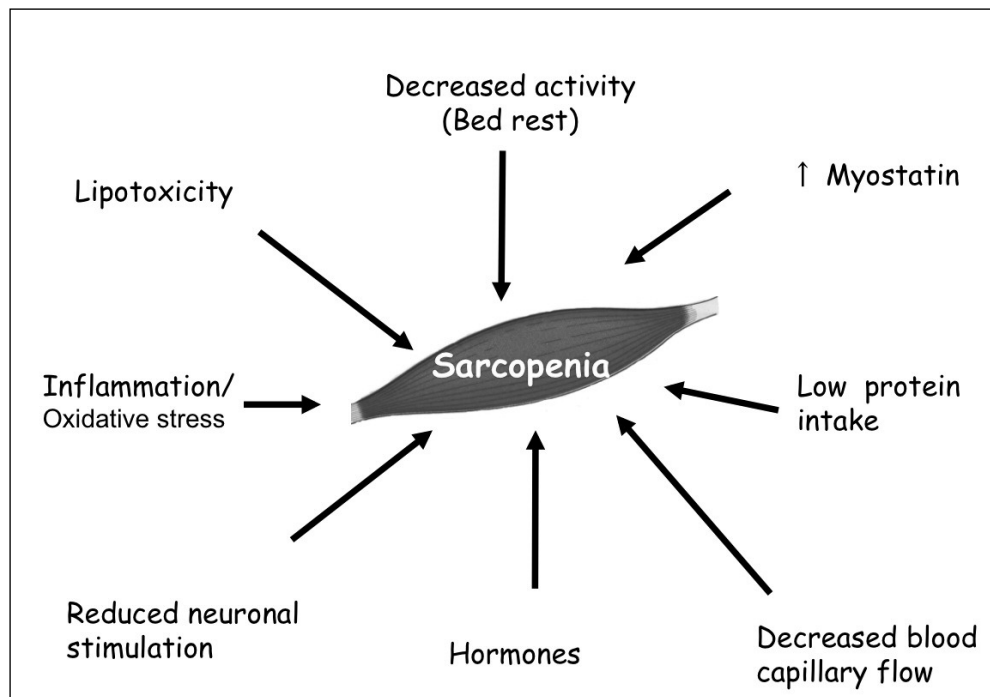 Decreased activity
(Bed rest)
↑ Myostatin
Lipotoxicity
Sarcopenia
Inflammation/
Oxidative stress
Low protein
intake
Reduced neuronal
stimulation
Hormones
Decreased blood
capillary flow